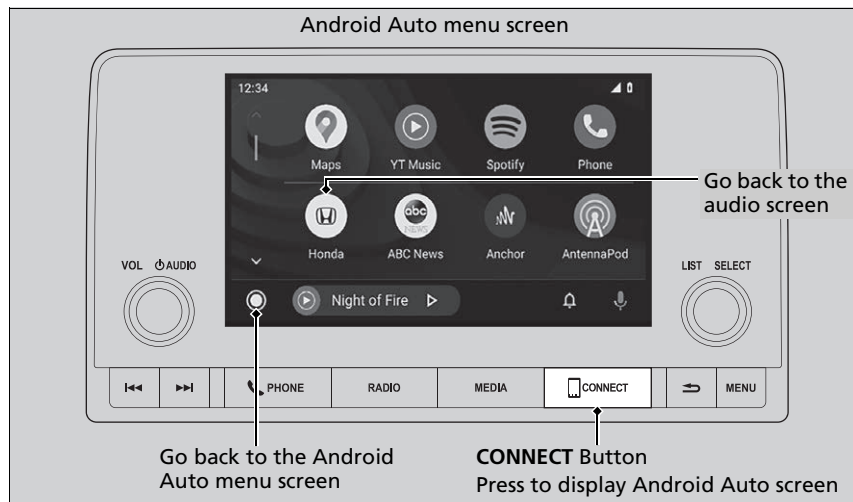 Android Auto menu screen
12:34
Maps YT Music Spotify Phone
Go back to the
audio screen
abc
NEWS
Honda ABC News Anchor AntennaPod
VOL AUDIO LIST SELECT
Night of Fire
PHONE RADIO MEDIA CONNECT MENU
Go back to the Android
Auto menu screen
CONNECT Button
Press to display Android Auto screen